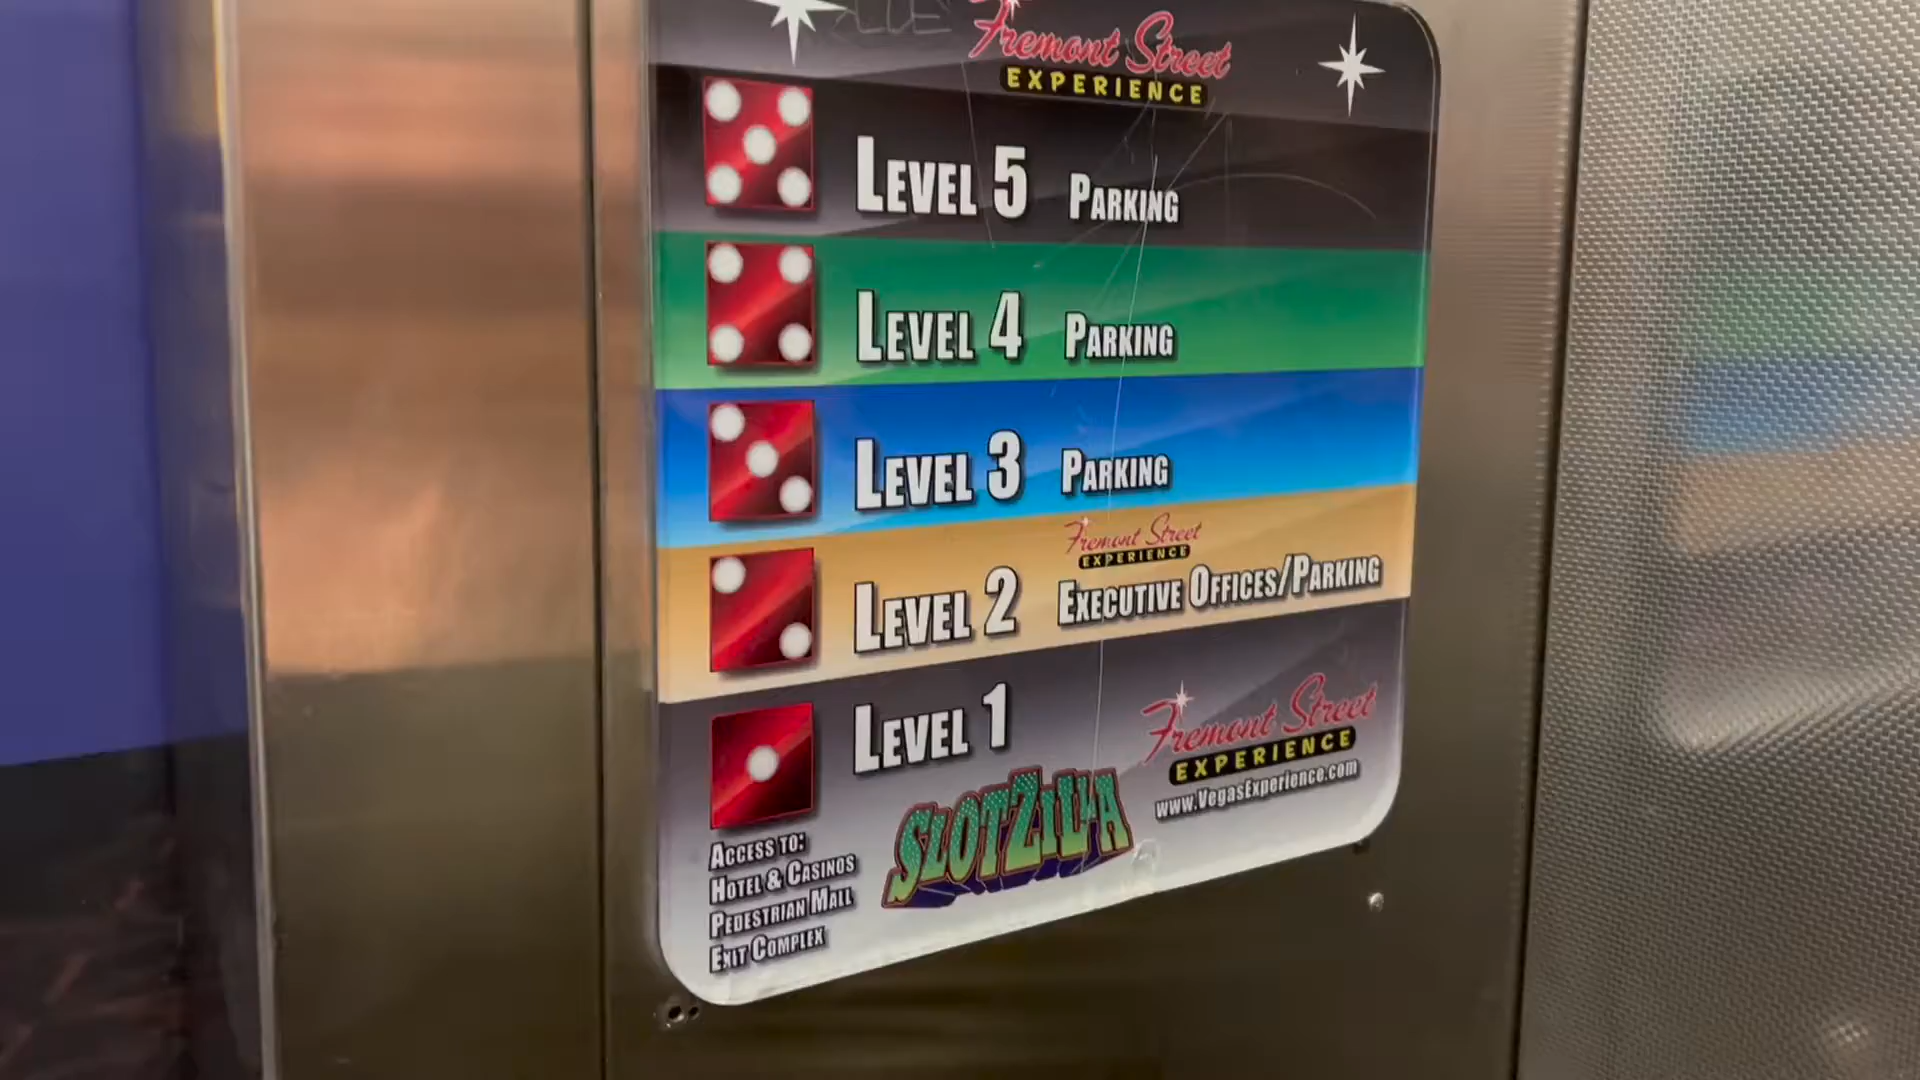 Fremont Street
EXPERIENCE
LEVEL 5 PARKING
LEVEL 4 PARKING
LEVEL 3 PARKING
Fremont Street
EXPERIENCE
LEVEL 2 EXECUTIVE OFFICES/PARKING
LEVEL 1
Fremont Street
EXPERIENCE
www.VegasExperience.com
SLOTZILLA
ACCESS TO:
HOTEL & CASINOS
PEDESTRIAN MALL
EXIT COMPLEX